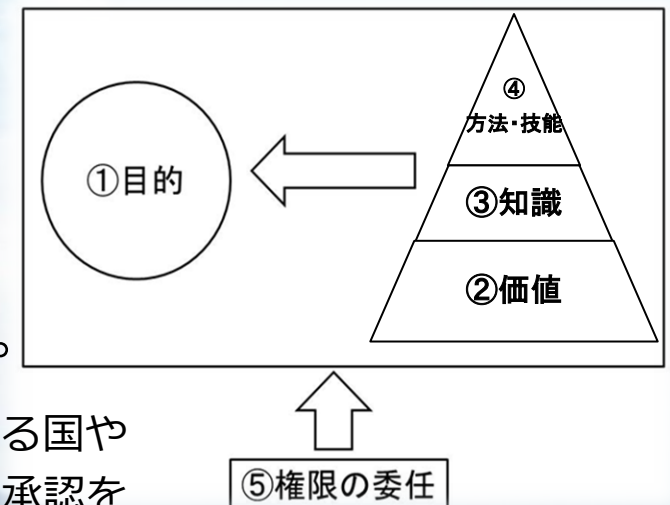 ④
方法・技能
①目的
③知識
②価値
。
る国や
承認を
⑤権限の委任